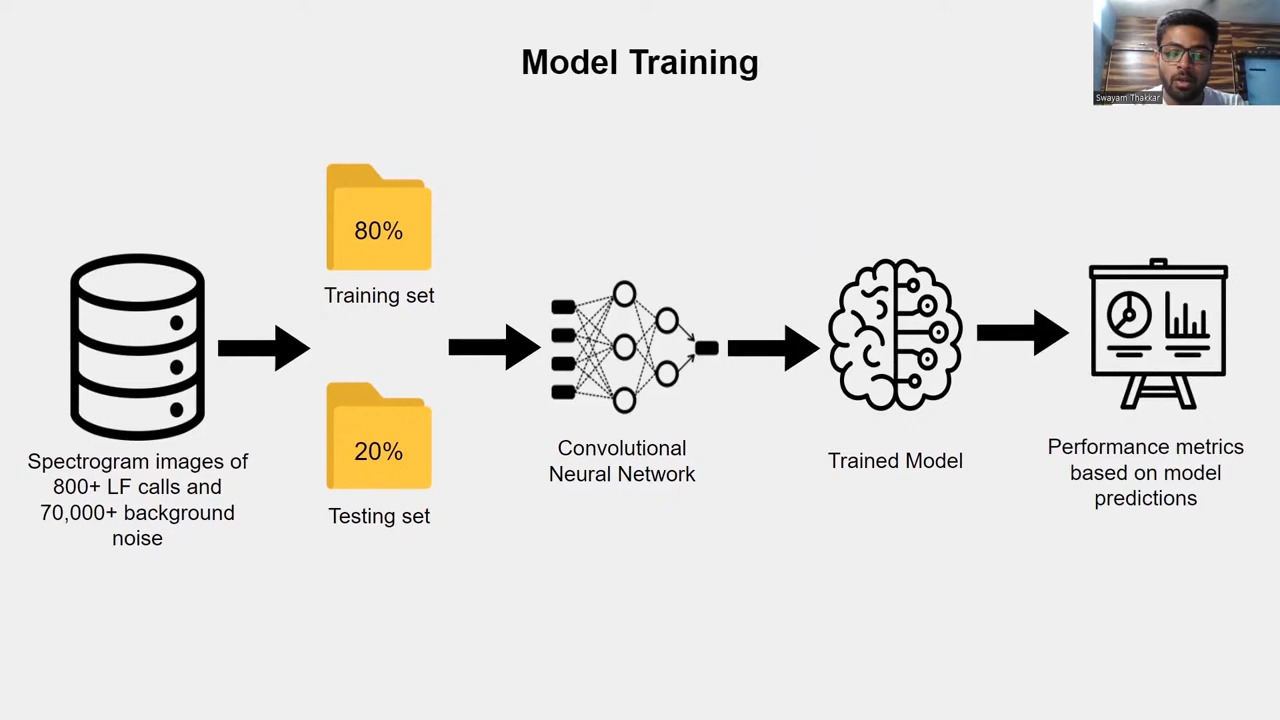 Model Training
Swayam Thakkar
80%
Training set
20%
Testing set
Spectrogram images of
800+ LF calls and
70,000+ background
noise
Convolutional
Neural Network
Trained Model
Performance metrics
based on model
predictions